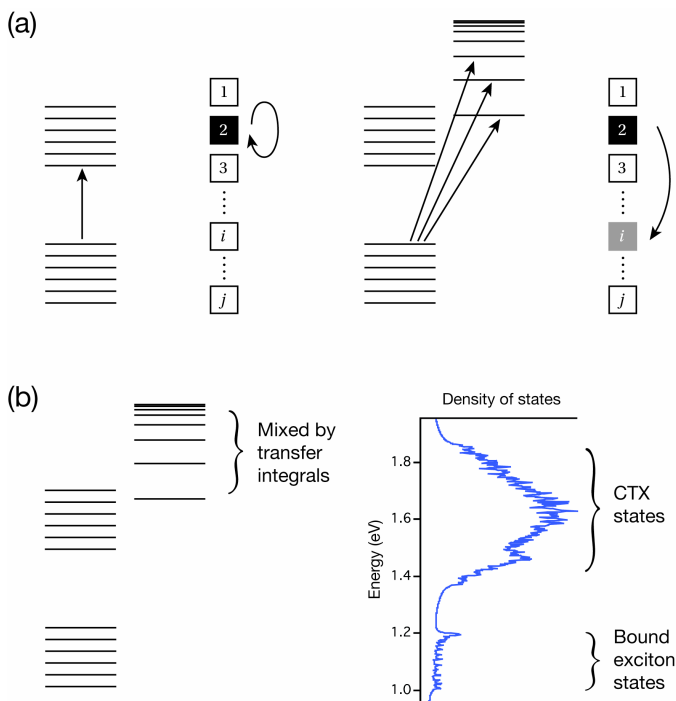 (a)
1
2
3
i
j
1
2
3
i
j
(b)
Mixed by
transfer
integrals
Density of states
Energy (eV)
1.8
1.6
1.4
1.2
1.0
CTX
states
Bound
exciton
states